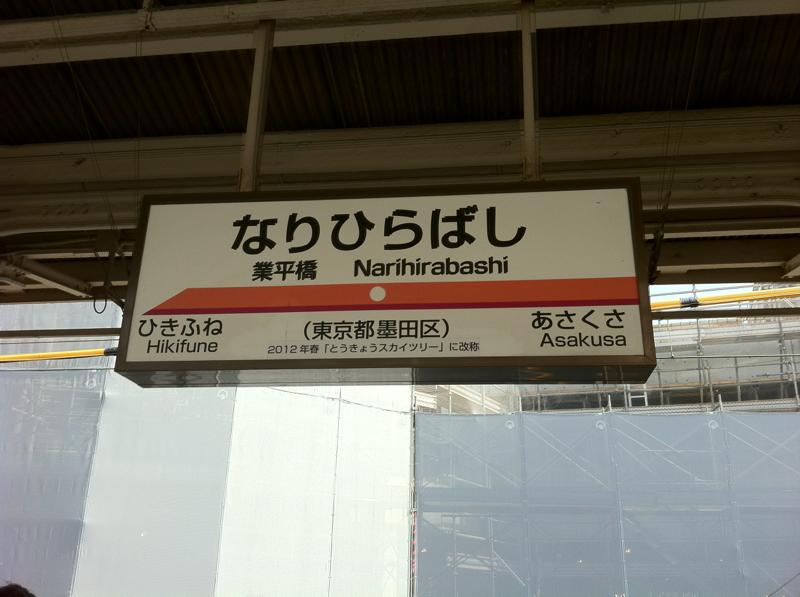 なりひらばし
業平橋 Narihirabashi
ひきふね
Hikifune
(東京都墨田区)
2012年春「とうきょうスカイツリー」に改称
あさくさ
Asakusa